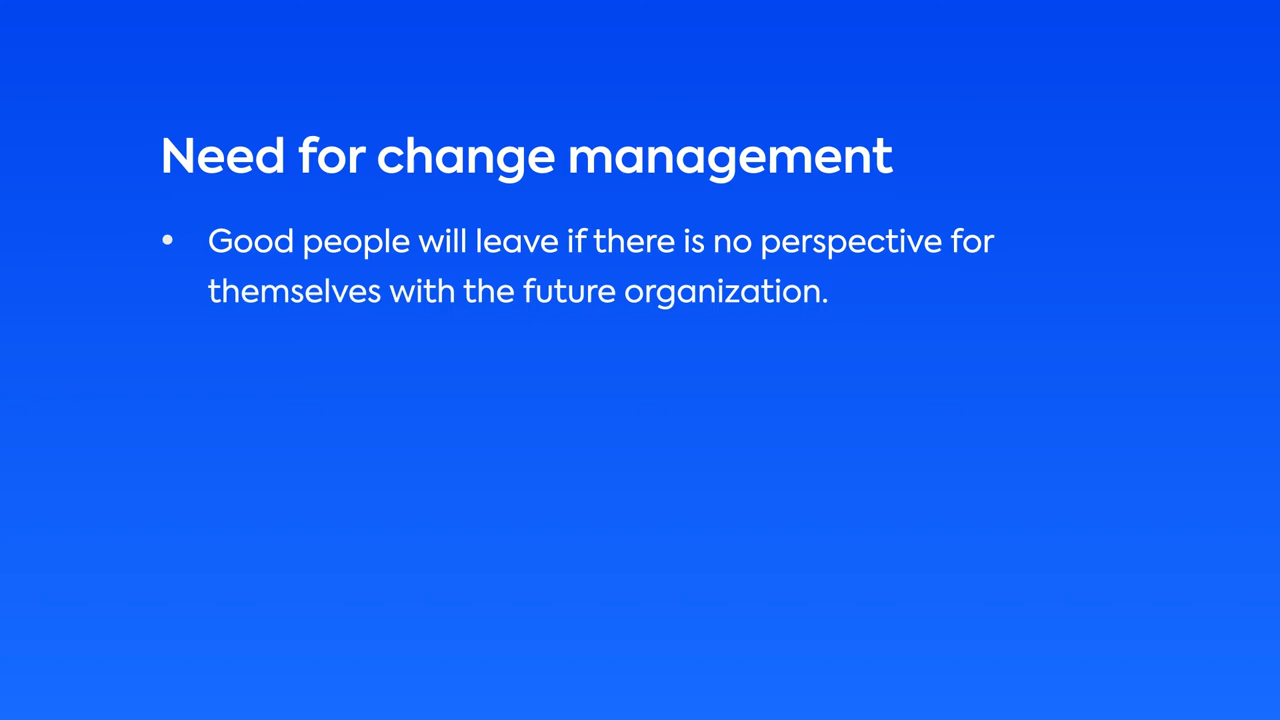 Need for change management
• Good people will leave if there is no perspective for
themselves with the future organization.